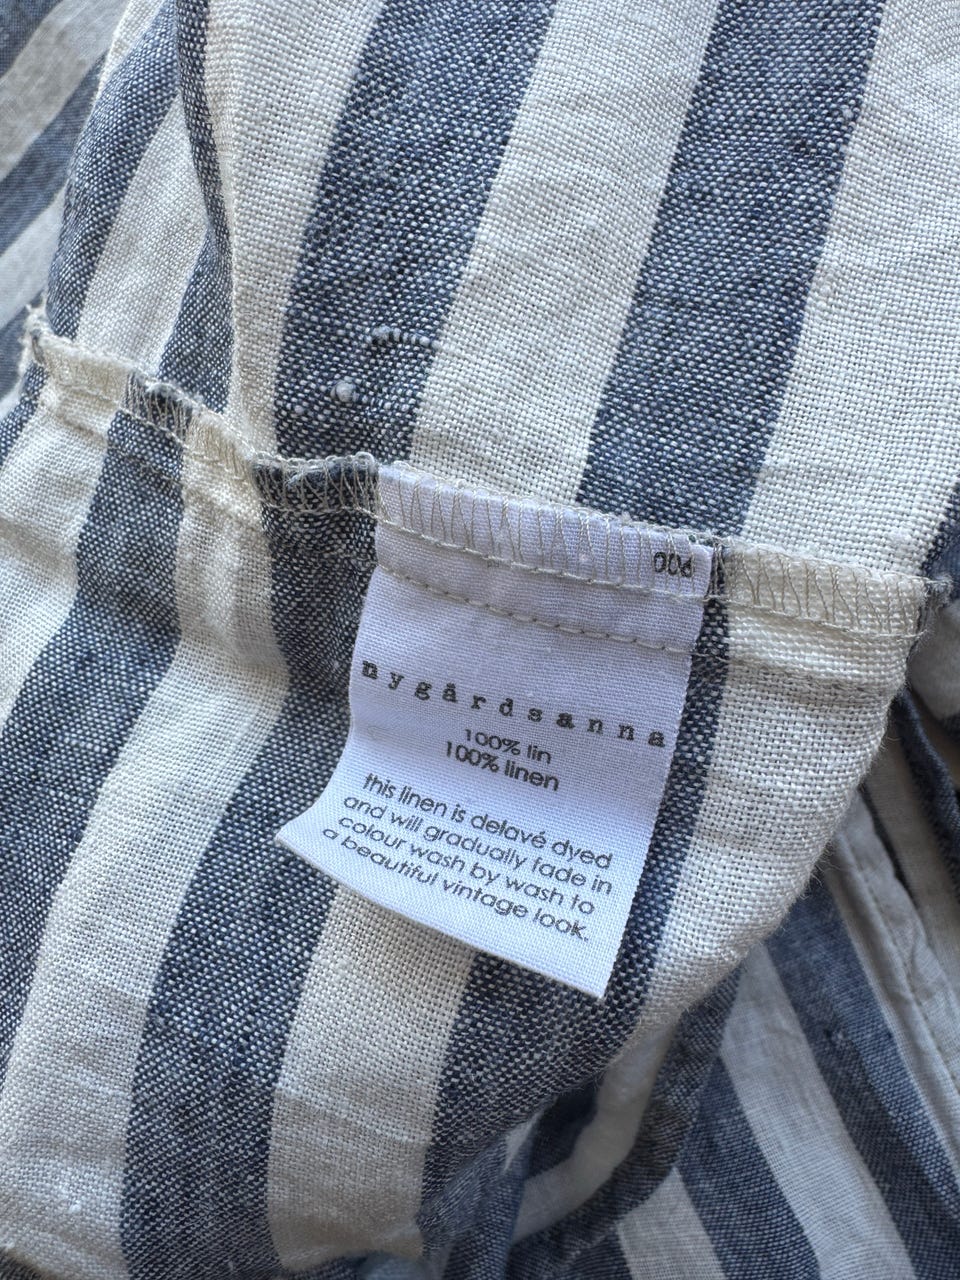 nygårdsanna
100% lin
100% linen
this linen is delavé dyed
and will gradually fade in
colour wash by wash to
a beautiful vintage look.